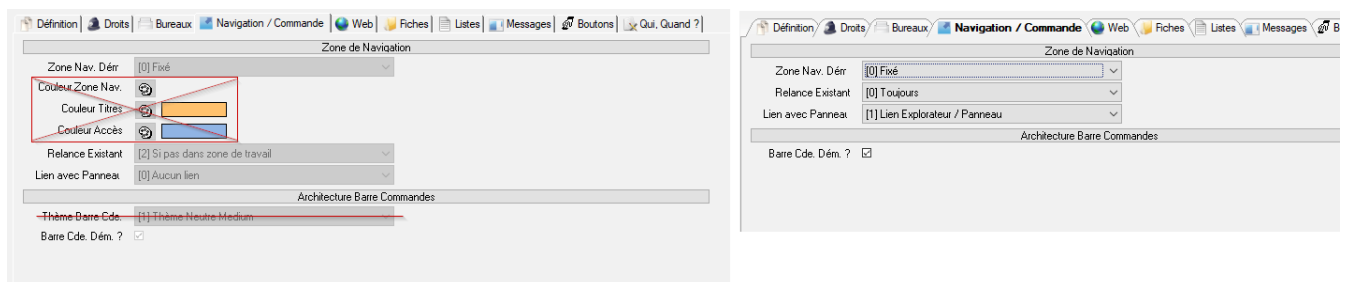 Définition Droits Bureaux Navigation / Commande Web Fiches Listes Messages Boutons Qui, Quand ?
Zone de Navigation
Zone Nav. Dérr [0] Fixé
Couleur Zone Nav.
Couleur Titres
Couleur Accès
Relance Existant [2] Si pas dans zone de travail
Lien avec Panneau [0] Aucun lien
Architecture Barre Commandes
Thème Barre Cde. [1] Thème Neutre Medium
Barre Cde. Dém. ?
Définition Droits Bureaux Navigation / Commande Web Fiches Listes Messages B
Zone de Navigation
Zone Nav. Dérr [0] Fixé
Relance Existant [0] Toujours
Lien avec Panneau [1] Lien Explorateur / Panneau
Architecture Barre Commandes
Barre Cde. Dém. ?